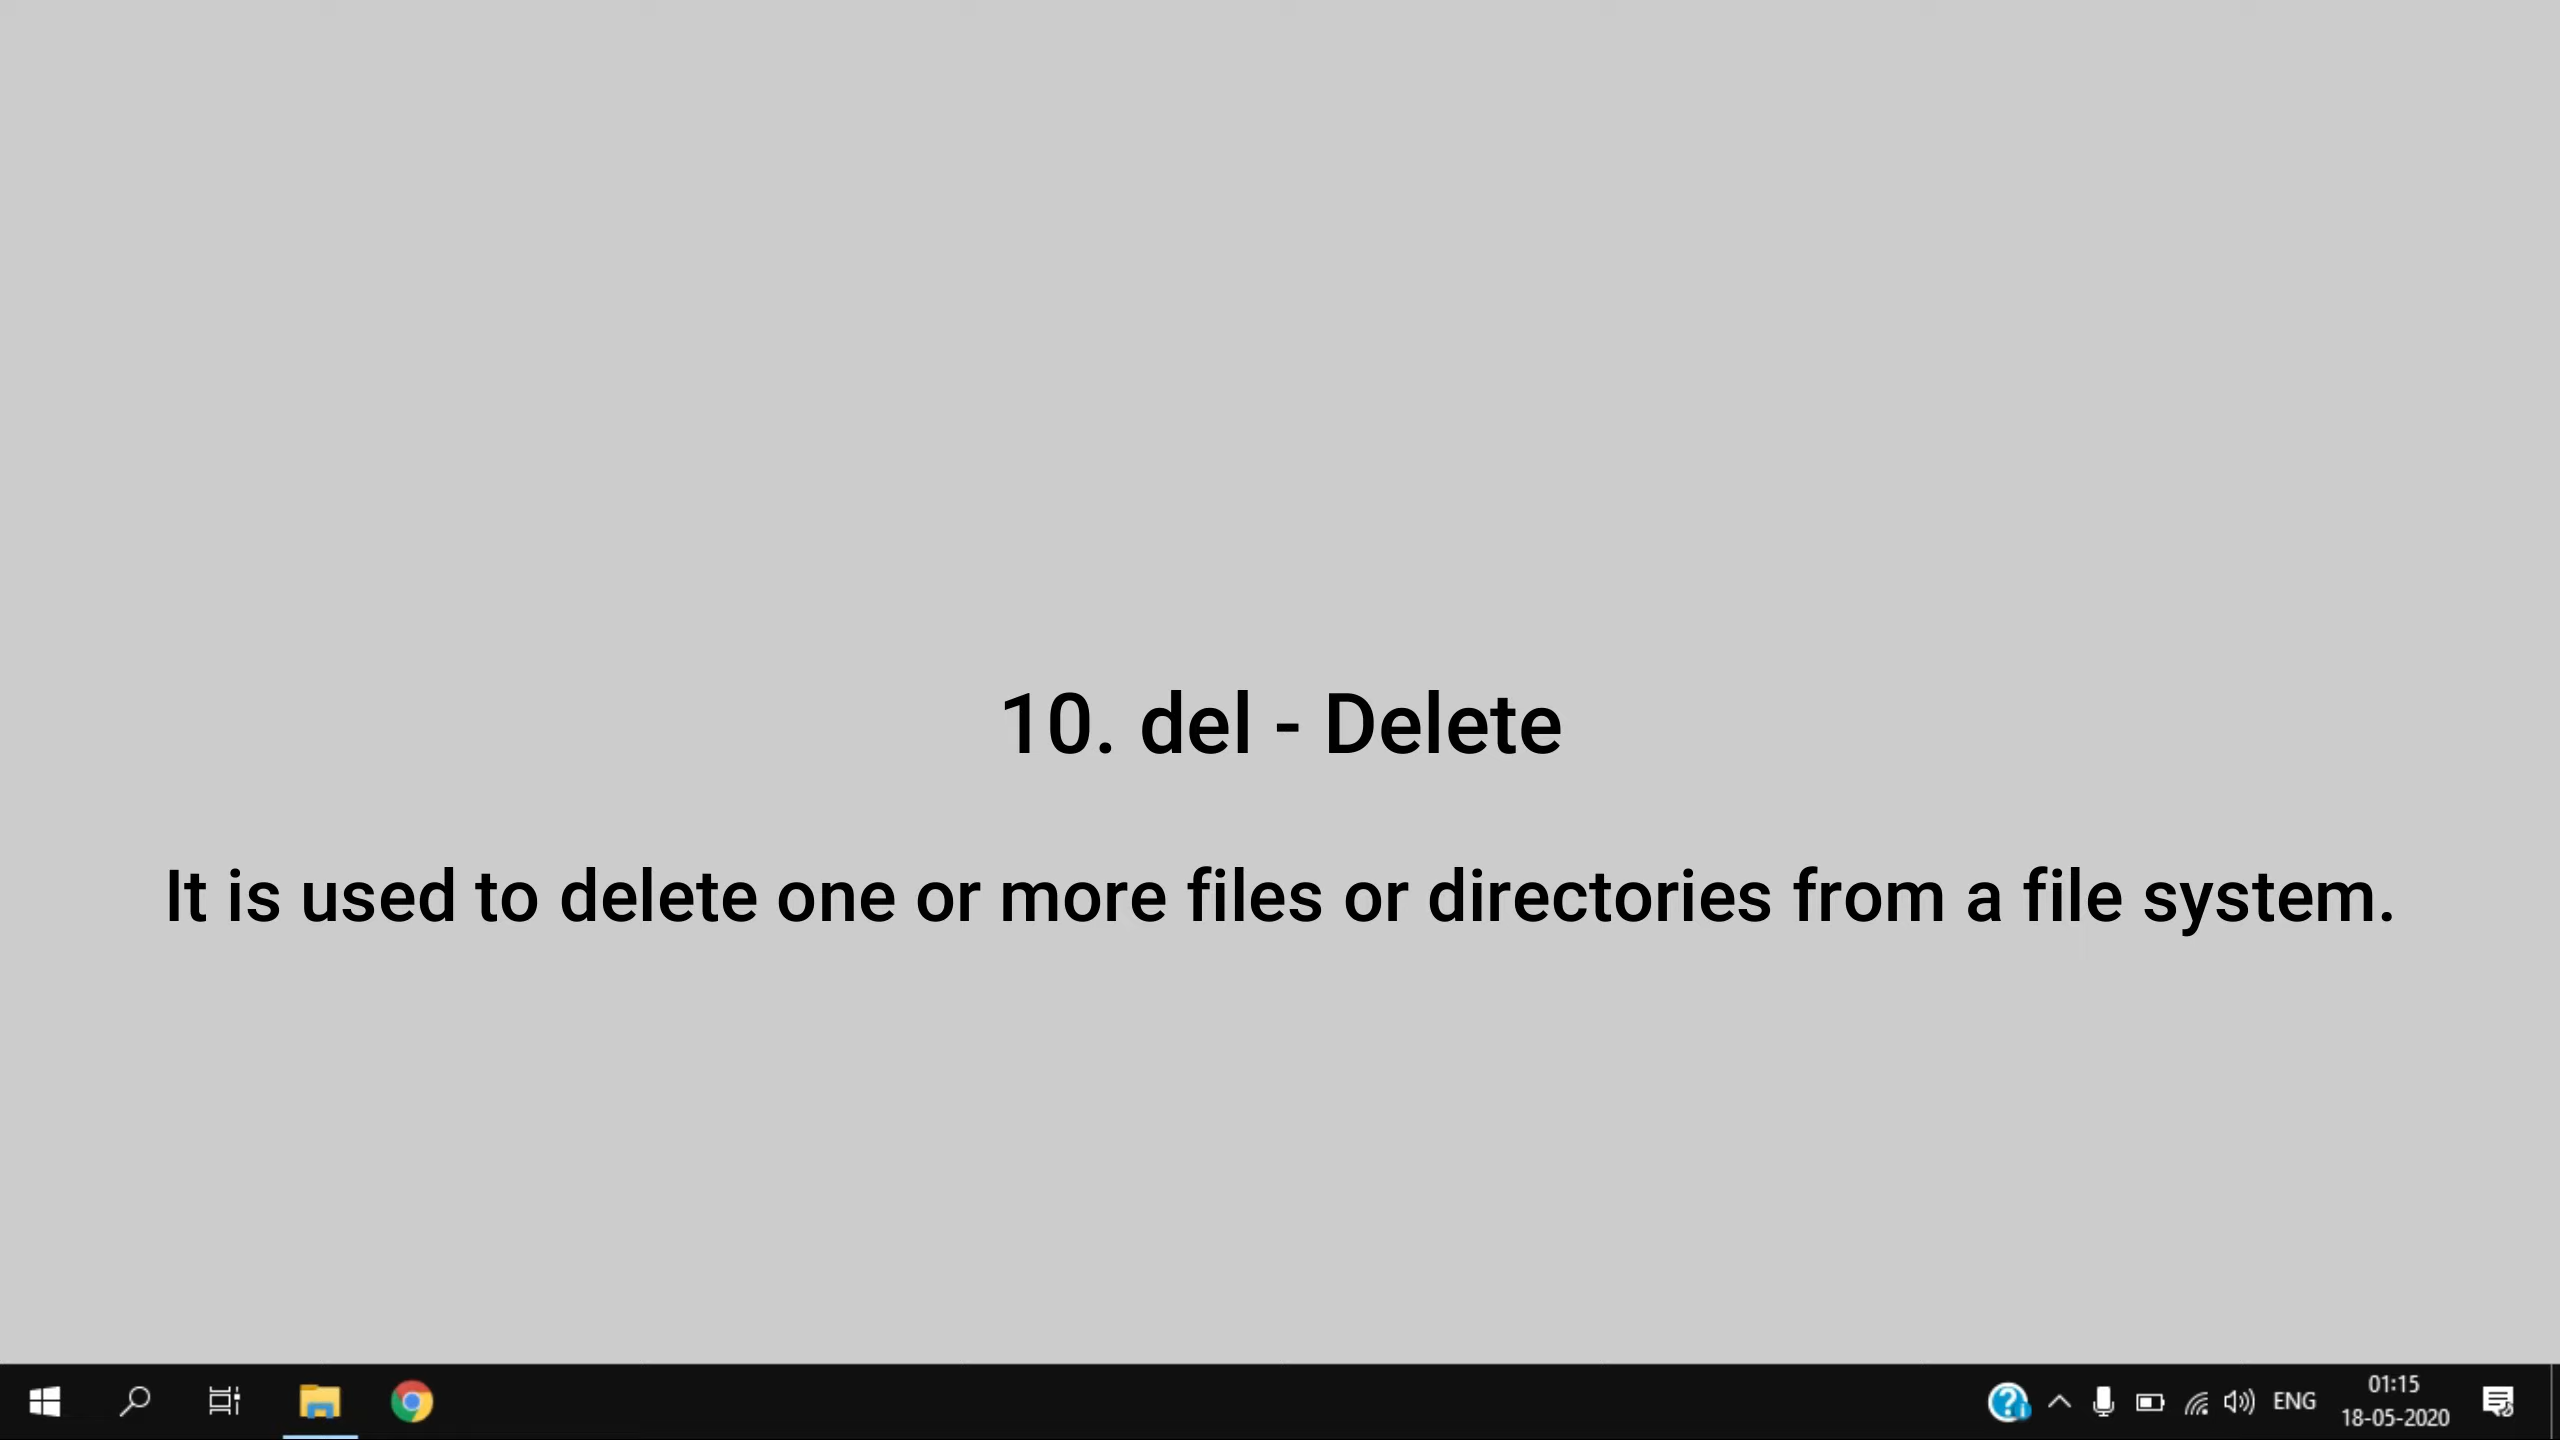 10. del - Delete
It is used to delete one or more files or directories from a file system.
ENG
01:15
18-05-2020